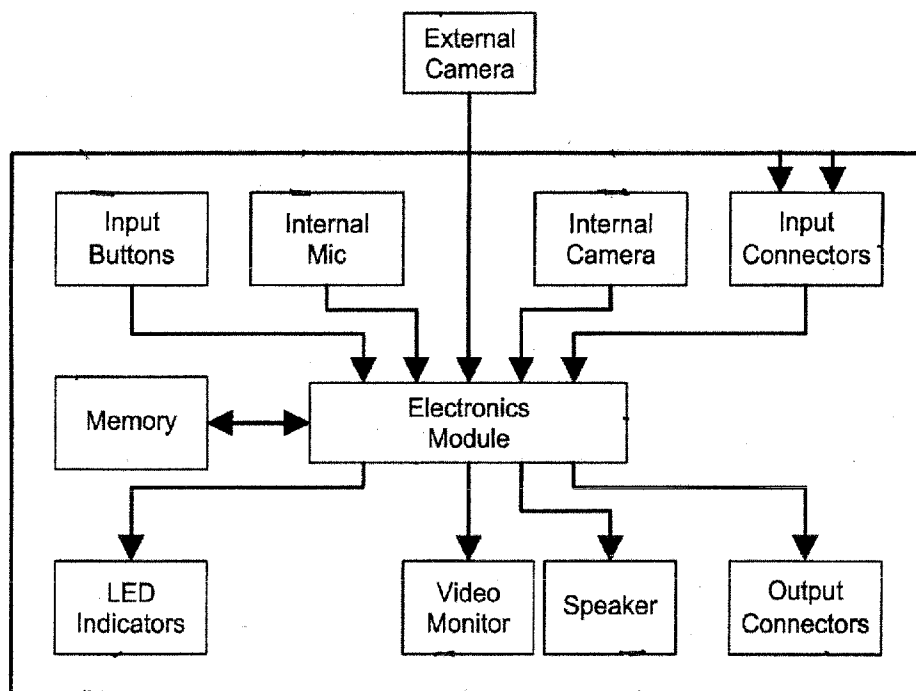 External
Camera
Input
Buttons
Internal
Mic
Internal
Camera
Input
Connectors
Memory
Electronics
Module
LED
Indicators
Video
Monitor
Speaker
Output
Connectors